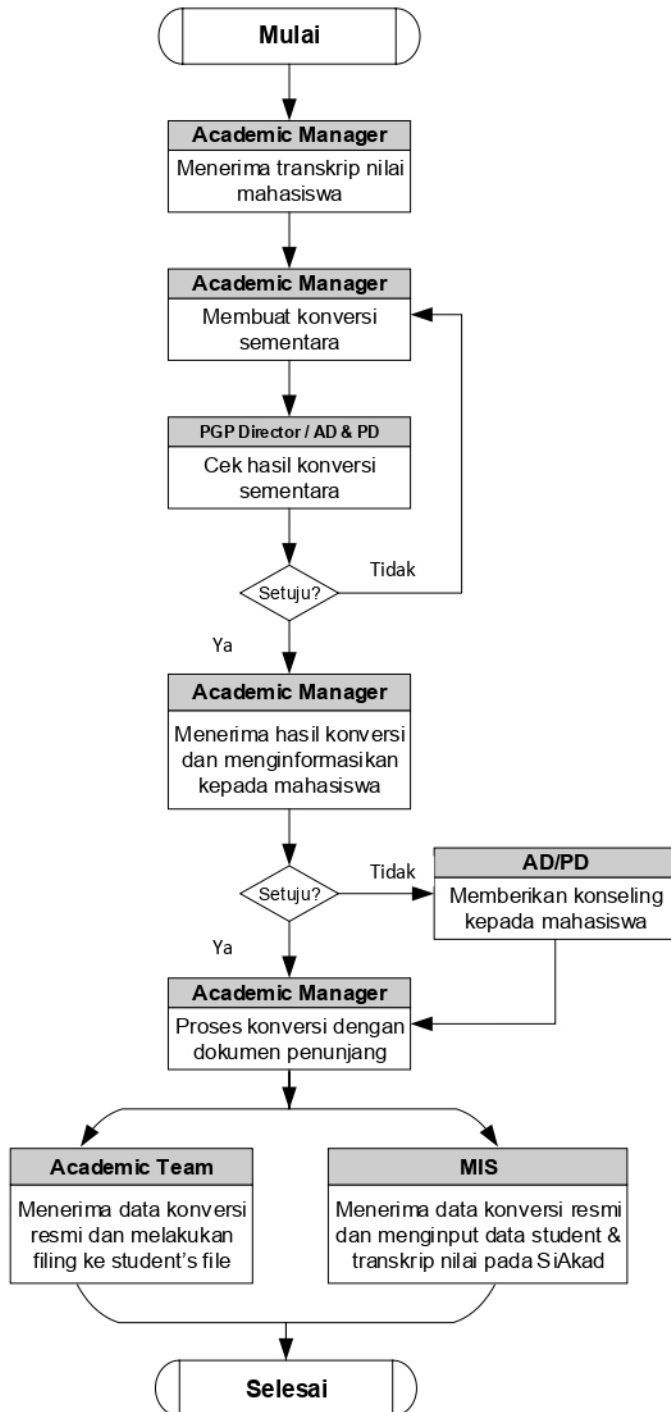 Mulai
Academic Manager
Menerima transkrip nilai
mahasiswa
Academic Manager
Membuat konversi
sementara
PGP Director / AD & PD
Cek hasil konversi
sementara
Setuju?
Tidak
Ya
Academic Manager
Menerima hasil konversi
dan menginformasikan
kepada mahasiswa
Setuju?
Tidak
AD/PD
Memberikan konseling
kepada mahasiswa
Ya
Academic Manager
Proses konversi dengan
dokumen penunjang
Academic Team
Menerima data konversi
resmi dan melakukan
filing ke student's file
MIS
Menerima data konversi resmi
dan menginput data student &
transkrip nilai pada SiAkad
Selesai